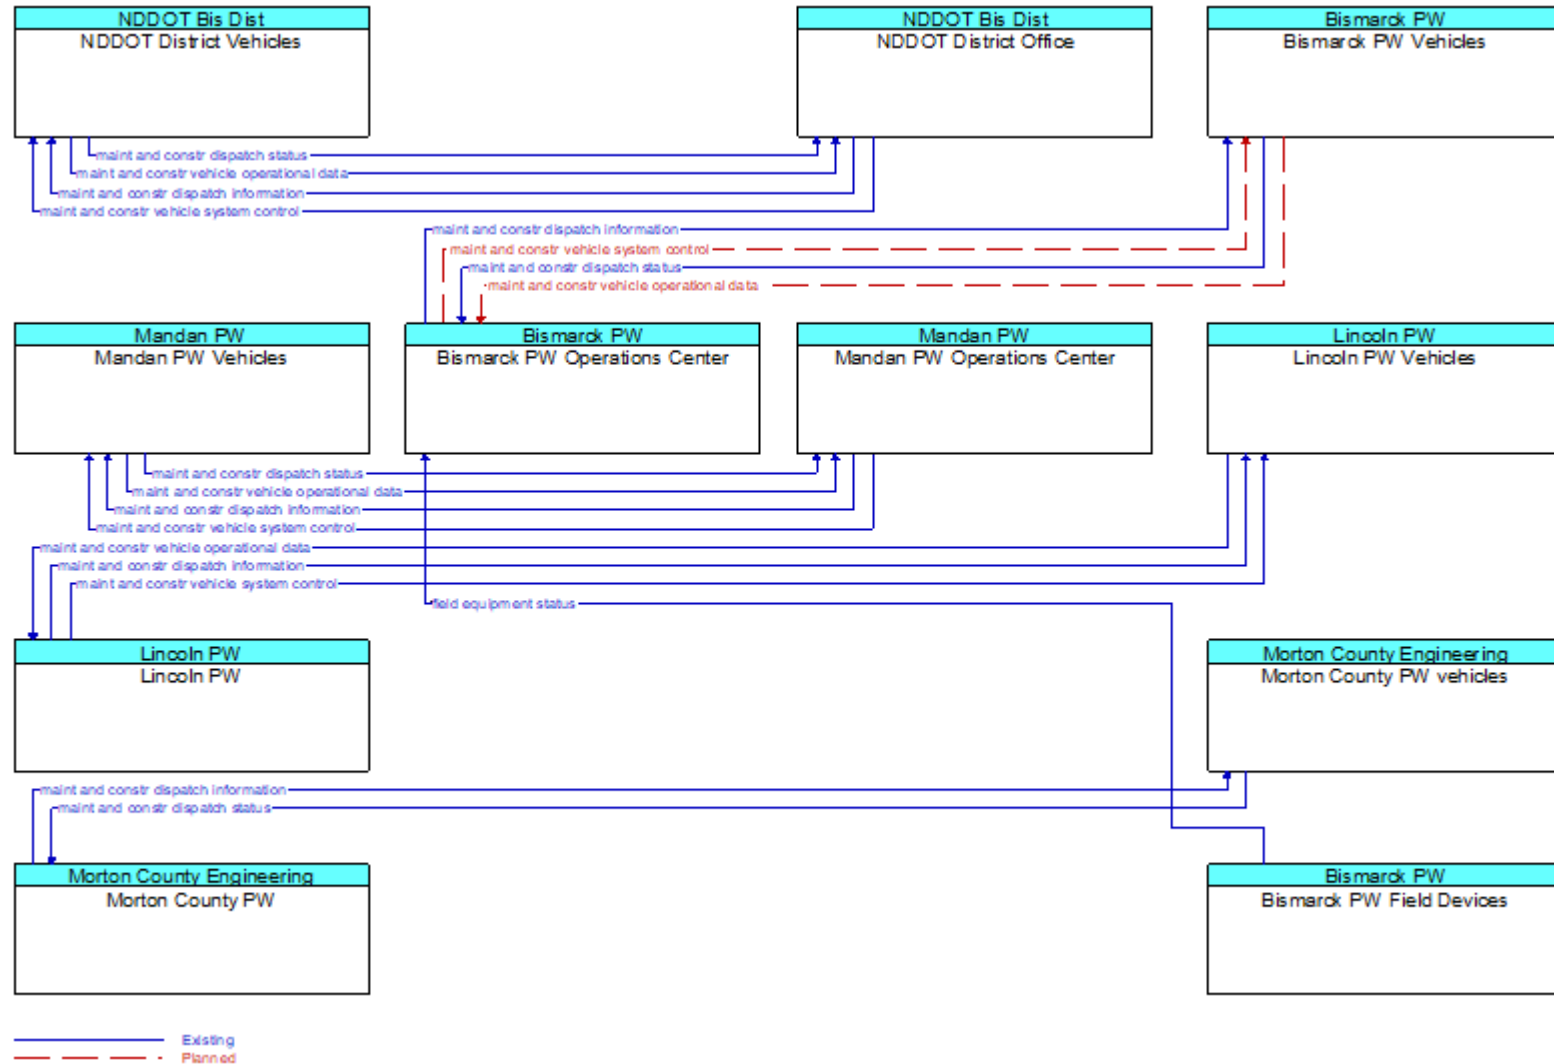 NDDOT Bis Dist
NDDOT District Vehicles
NDDOT Bis Dist
NDDOT District Office
Bismarck PW
Bismarck PW Vehicles
maint and constr dispatch status
maint and constr vehicle operational data
maint and constr dispatch information
maint and constr vehicle system control
maint and constr dispatch information
maint and constr vehicle system control
maint and constr dispatch status
maint and constr vehicle operational data
Mandan PW
Mandan PW Vehicles
Bismarck PW
Bismarck PW Operations Center
Mandan PW
Mandan PW Operations Center
Lincoln PW
Lincoln PW Vehicles
maint and constr dispatch status
maint and constr vehicle operational data
maint and constr dispatch information
maint and constr vehicle system control
maint and constr vehicle operational data
maint and constr dispatch information
maint and constr vehicle system control
field equipment status
Lincoln PW
Lincoln PW
Morton County Engineering
Morton County PW vehicles
maint and constr dispatch information
maint and constr dispatch status
Morton County Engineering
Morton County PW
Bismarck PW
Bismarck PW Field Devices
Existing
Planned